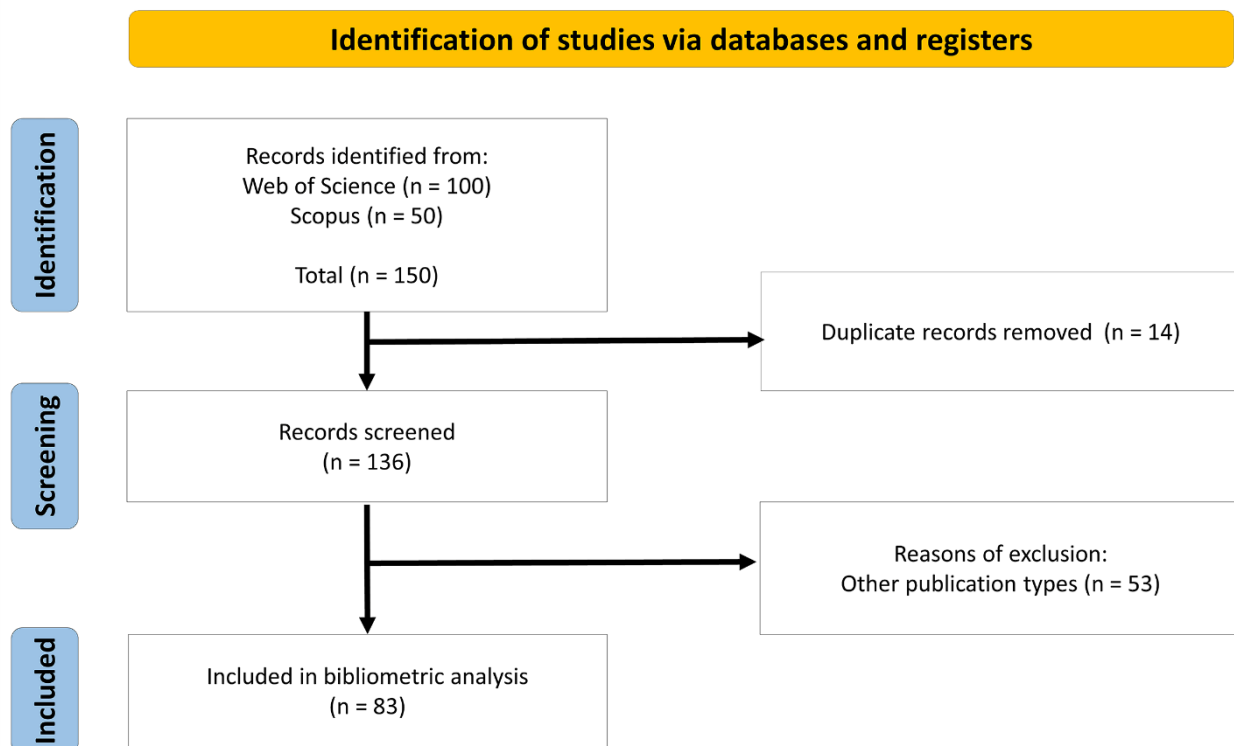 Identification of studies via databases and registers
Identification
Records identified from:
Web of Science (n = 100)
Scopus (n = 50)
Total (n = 150)
Duplicate records removed (n = 14)
Screening
Records screened
(n = 136)
Reasons of exclusion:
Other publication types (n = 53)
Included
Included in bibliometric analysis
(n = 83)